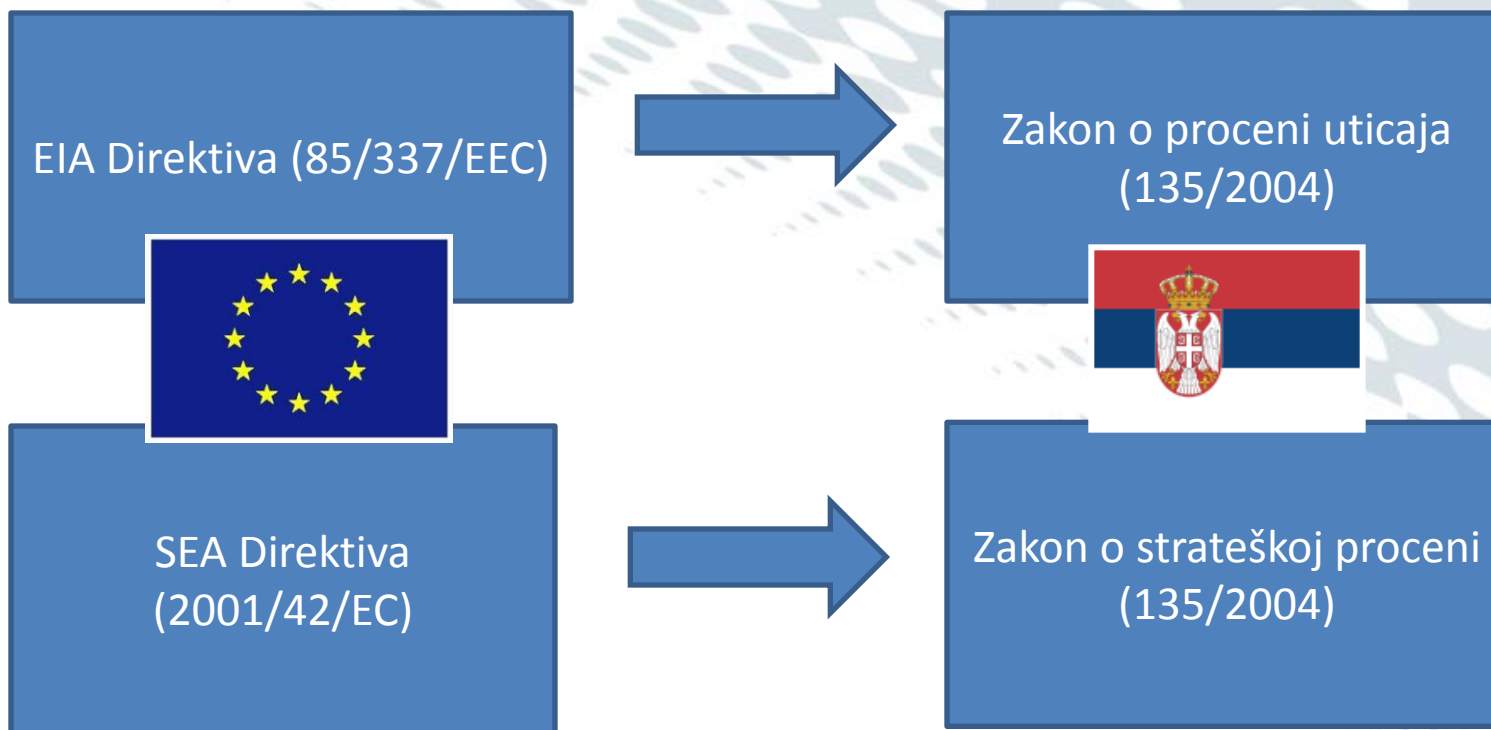 EIA Direktiva (85/337/EEC)
Zakon o proceni uticaja
(135/2004)
SEA Direktiva
(2001/42/EC)
Zakon o strateškoj proceni
(135/2004)